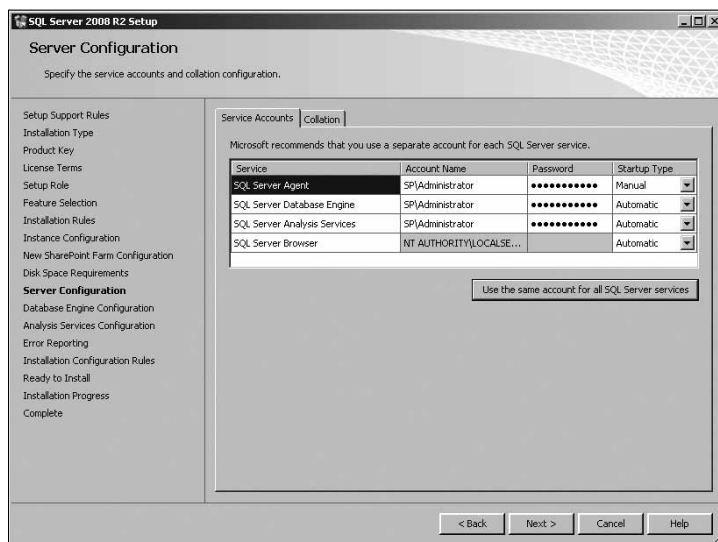 SQL Server 2008 R2 Setup
Server Configuration
Specify the service accounts and collation configuration.
Setup Support Rules
Installation Type
Product Key
License Terms
Setup Role
Feature Selection
Installation Rules
Instance Configuration
New SharePoint Farm Configuration
Disk Space Requirements
Server Configuration
Database Engine Configuration
Analysis Services Configuration
Error Reporting
Installation Configuration Rules
Ready to Install
Installation Progress
Complete
Service Accounts Collation
Microsoft recommends that you use a separate account for each SQL Server service.
Service Account Name Password Startup Type
SQL Server Agent SP\Administrator ●●●●●●●●●●● Manual
SQL Server Database Engine SP\Administrator ●●●●●●●●●●● Automatic
SQL Server Analysis Services SP\Administrator ●●●●●●●●●●● Automatic
SQL Server Browser NT AUTHORITY\LOCALSE... Automatic
Use the same account for all SQL Server services
< Back Next > Cancel Help